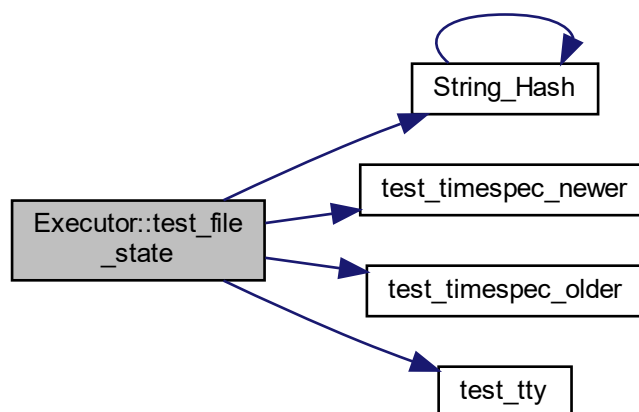 String_Hash
test_timespec_newer
Executor::test_file
_state
test_timespec_older
test_tty